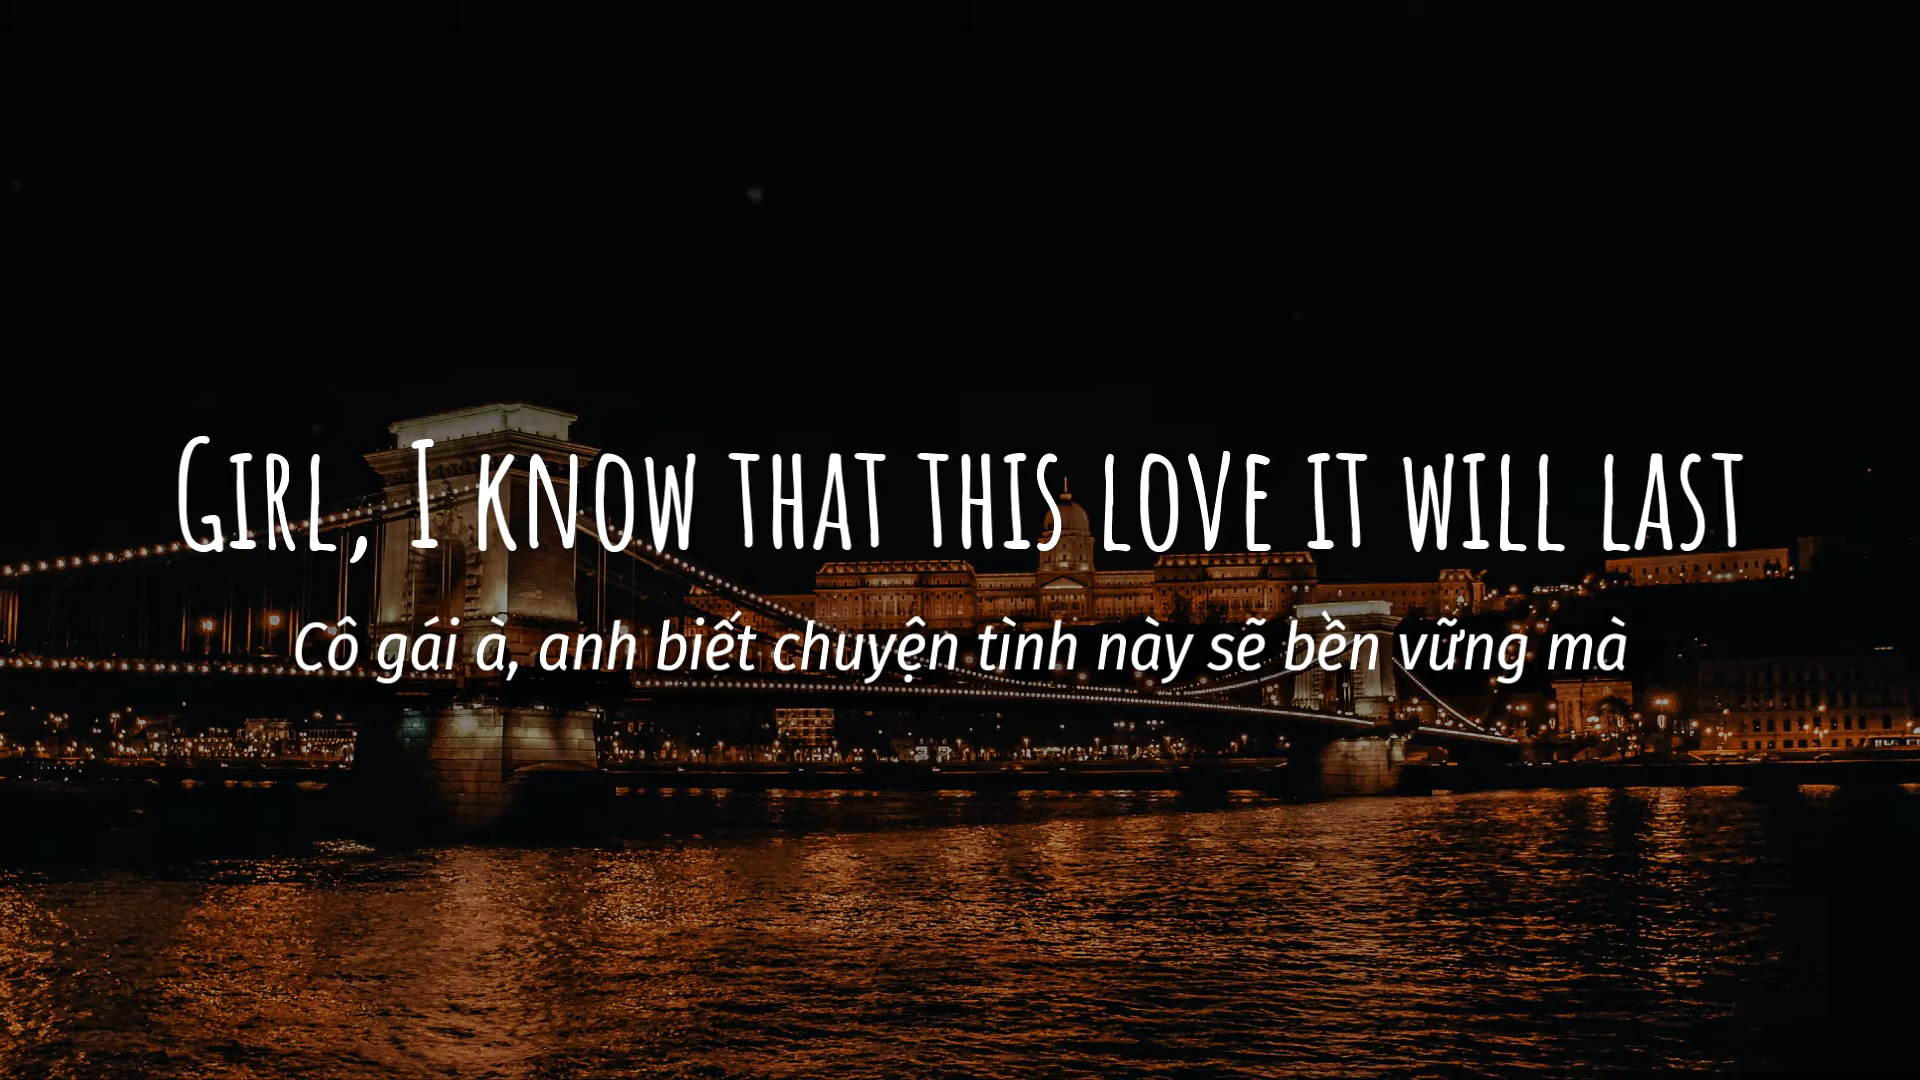 Girl, I know that this love it will last
Cô gái à, anh biết chuyện tình này sẽ bền vững mà